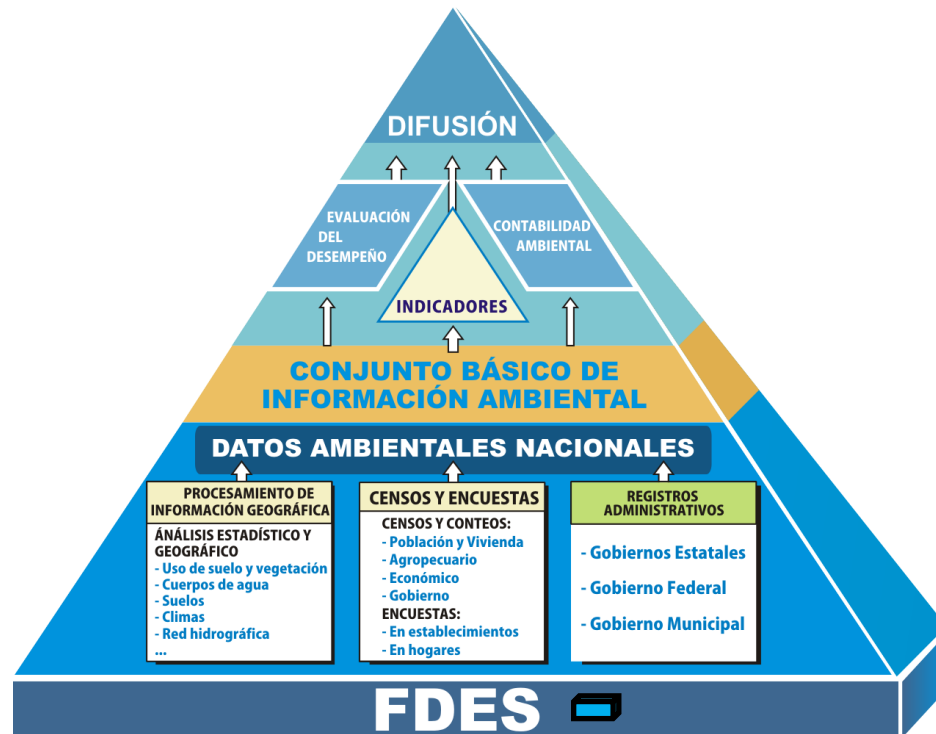 DIFUSIÓN
EVALUACIÓN
DEL
DESEMPEÑO
CONTABILIDAD
AMBIENTAL
INDICADORES
CONJUNTO BÁSICO DE
INFORMACIÓN AMBIENTAL
DATOS AMBIENTALES NACIONALES
PROCESAMIENTO DE
INFORMACIÓN GEOGRÁFICA
ÁNÁLISIS ESTADÍSTICO Y
GEOGRÁFICO
- Uso de suelo y vegetación
- Cuerpos de agua
- Suelos
- Climas
- Red hidrográfica
...
CENSOS Y ENCUESTAS
CENSOS Y CONTEOS:
- Población y Vivienda
- Agropecuario
- Económico
- Gobierno
ENCUESTAS:
- En establecimientos
- En hogares
REGISTROS
ADMINISTRATIVOS
- Gobiernos Estatales
- Gobierno Federal
- Gobierno Municipal
FDES